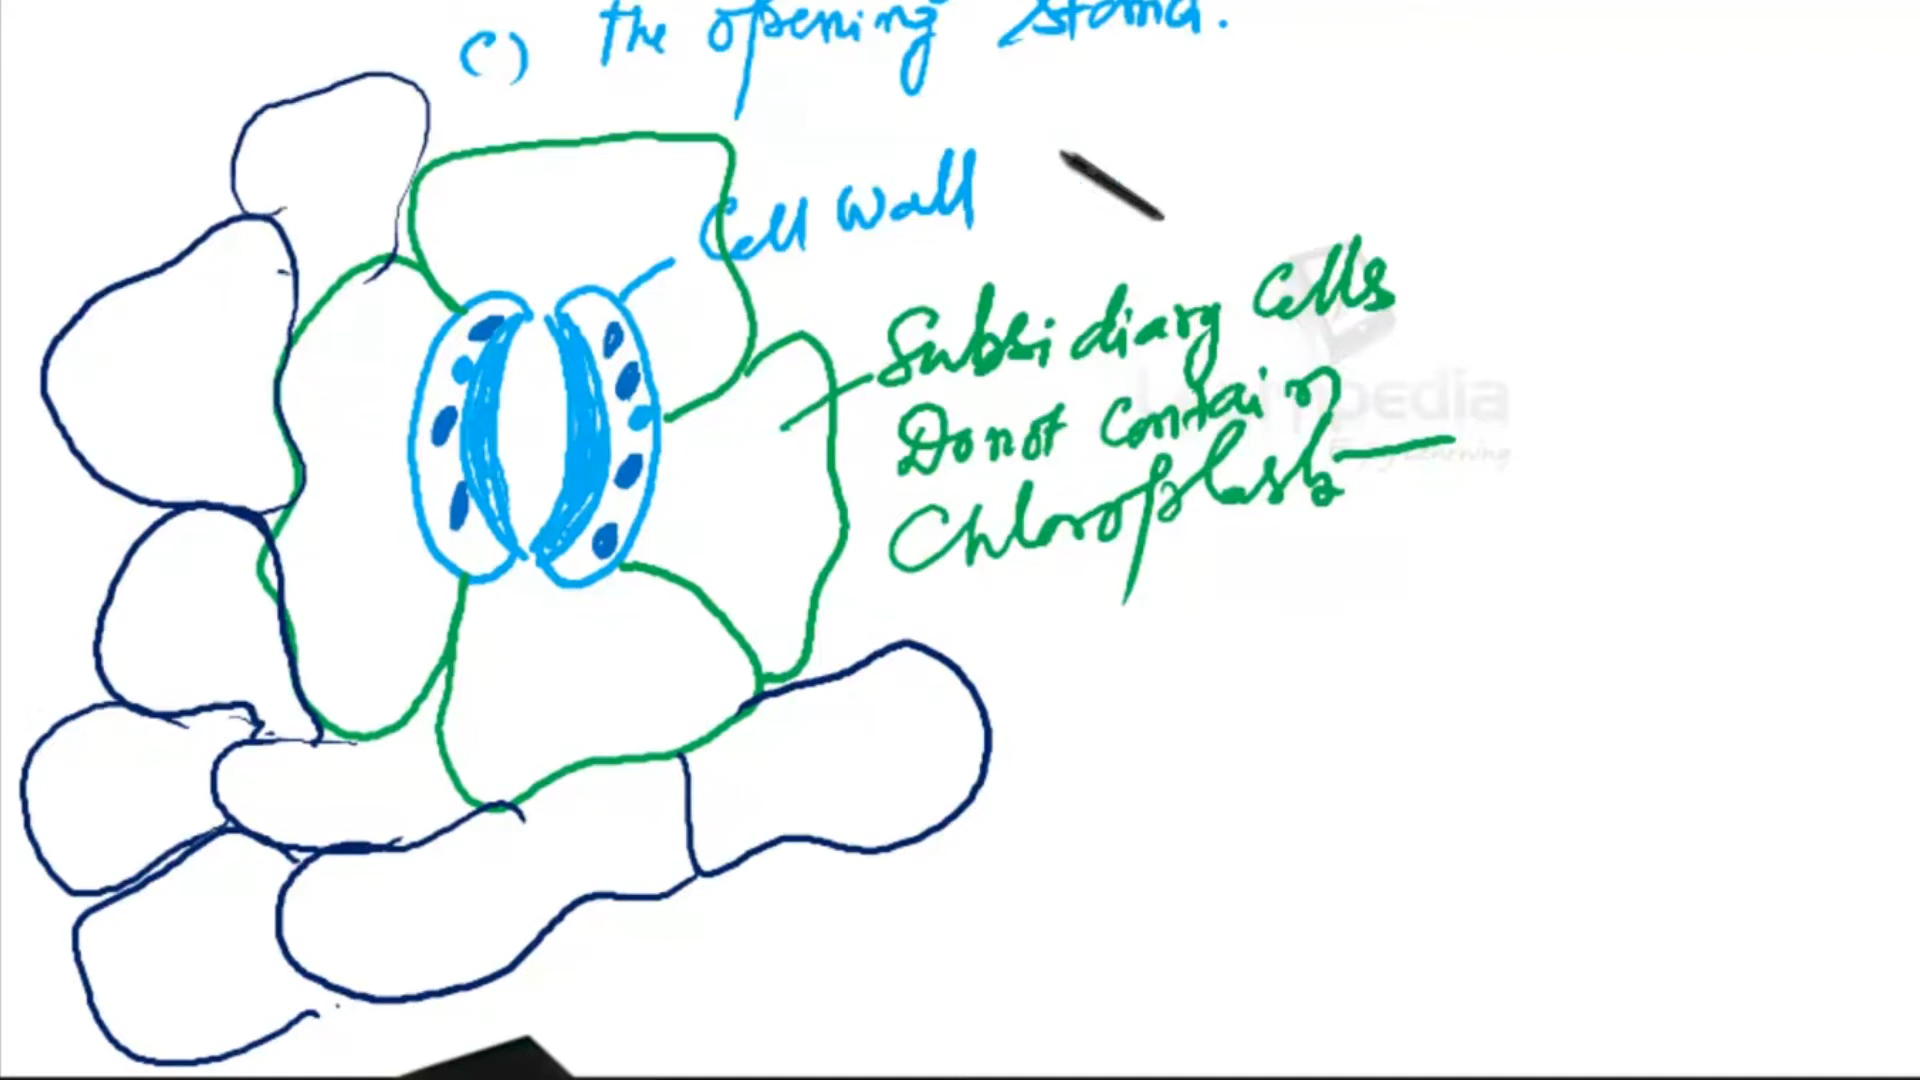 (c) the opening stoma.
Cell Wall
Subsidiary Cells
Do not contain
Chloroplasts